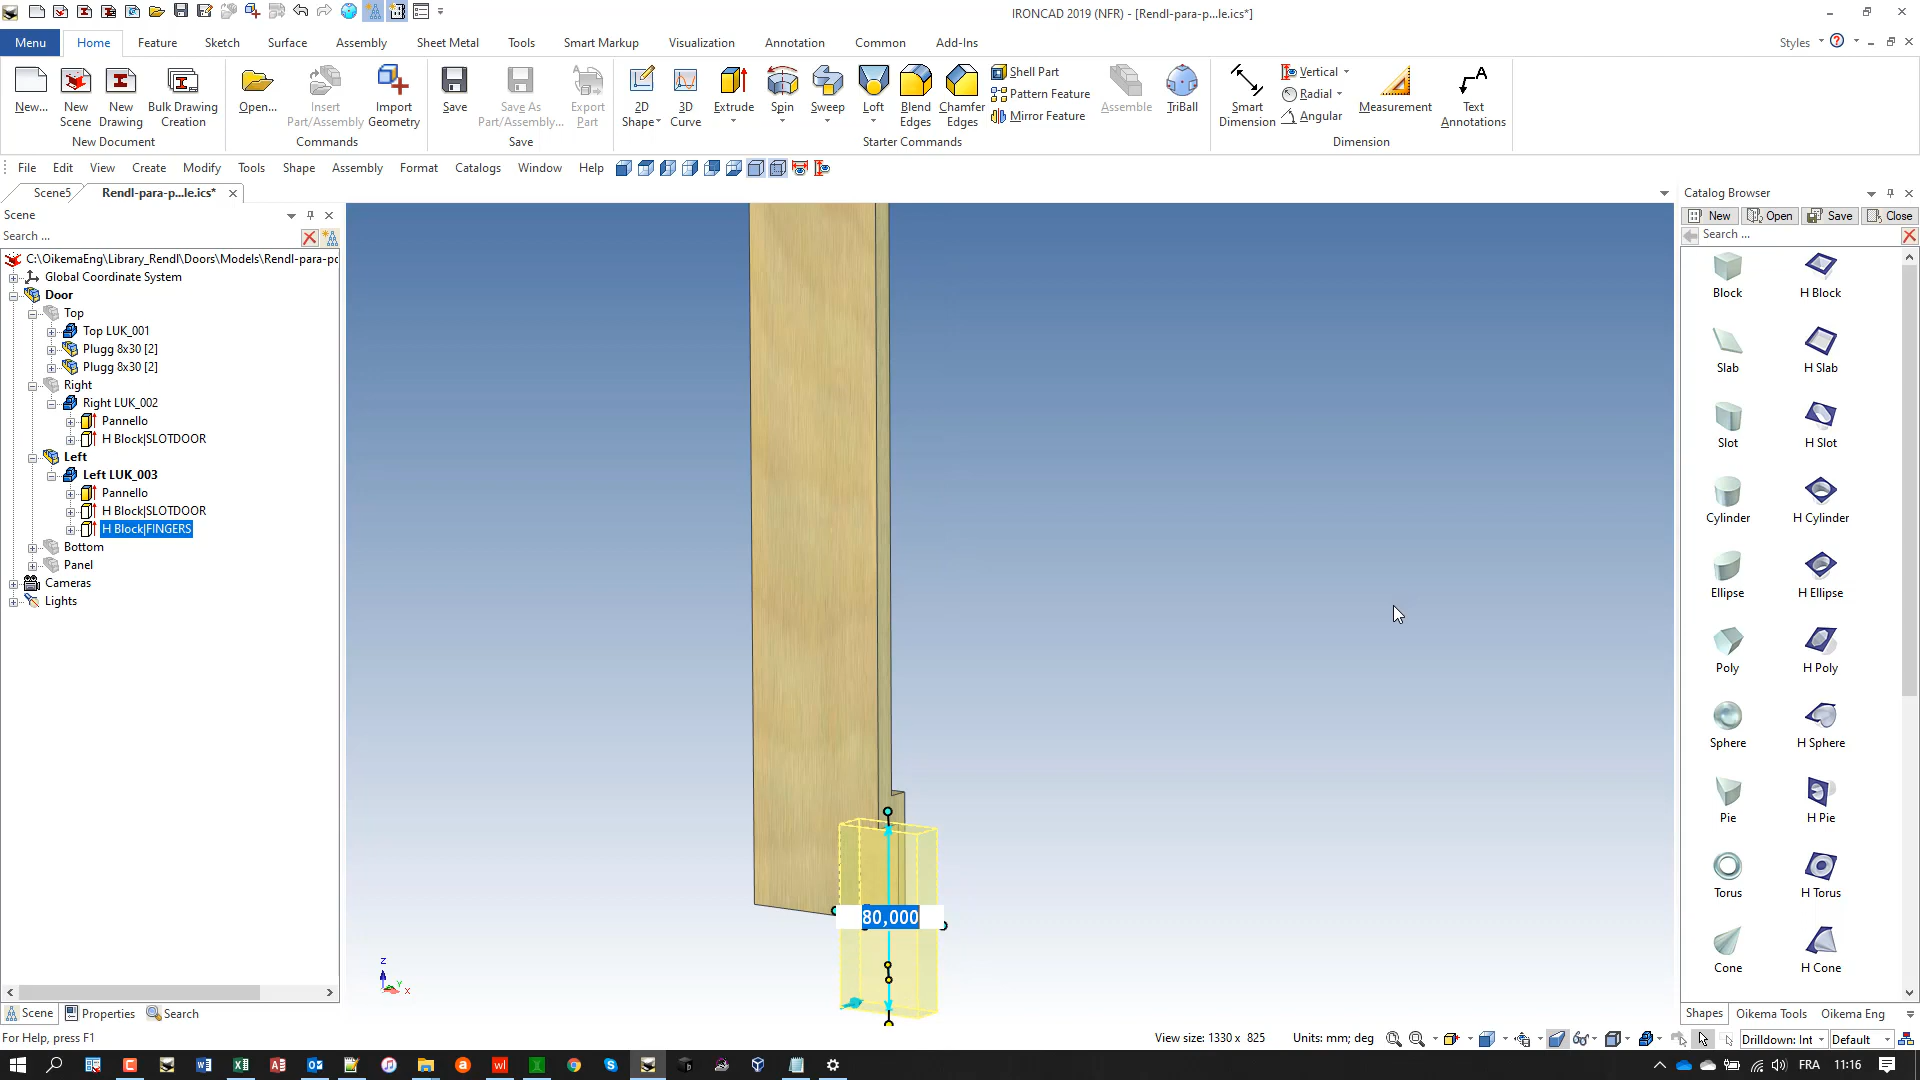 IRONCAD 2019 (NFR) - [Rendl-para-p...le.ics*]
Menu Home Feature Sketch Surface Assembly Sheet Metal Tools Smart Markup Visualization Annotation Common Add-Ins Styles
New... New Scene New Drawing Bulk Drawing Creation
New Document
Open... Insert Part/Assembly Import Geometry
Commands
Save Save As Part/Assembly... Export Part
Save
2D Shape 3D Curve Extrude Spin Sweep Loft Blend Edges Chamfer Edges
Shell Part
Pattern Feature
Mirror Feature
Assemble TriBall
Starter Commands
Smart Dimension
Vertical
Radial
Angular
Measurement Text Annotations
Dimension
File Edit View Create Modify Tools Shape Assembly Format Catalogs Window Help
Scene5 Rendl-para-p...le.ics*
Scene
Search ...
C:\OikemaEng\Library_Rendl\Doors\Models\Rendl-para-po
Global Coordinate System
Door
Top
Top LUK_001
Plugg 8x30 [2]
Plugg 8x30 [2]
Right
Right LUK_002
Pannello
H Block|SLOTDOOR
Left
Left LUK_003
Pannello
H Block|SLOTDOOR
H Block|FINGERS
Bottom
Panel
Cameras
Lights
Scene Properties Search
80,000
z
Y
X
Catalog Browser
New Open Save Close
Search ...
Block H Block
Slab H Slab
Slot H Slot
Cylinder H Cylinder
Ellipse H Ellipse
Poly H Poly
Sphere H Sphere
Pie H Pie
Torus H Torus
Cone H Cone
Shapes Oikema Tools Oikema Eng
For Help, press F1
View size: 1330 x 825 Units: mm; deg Drilldown: Int Default
FRA 11:16